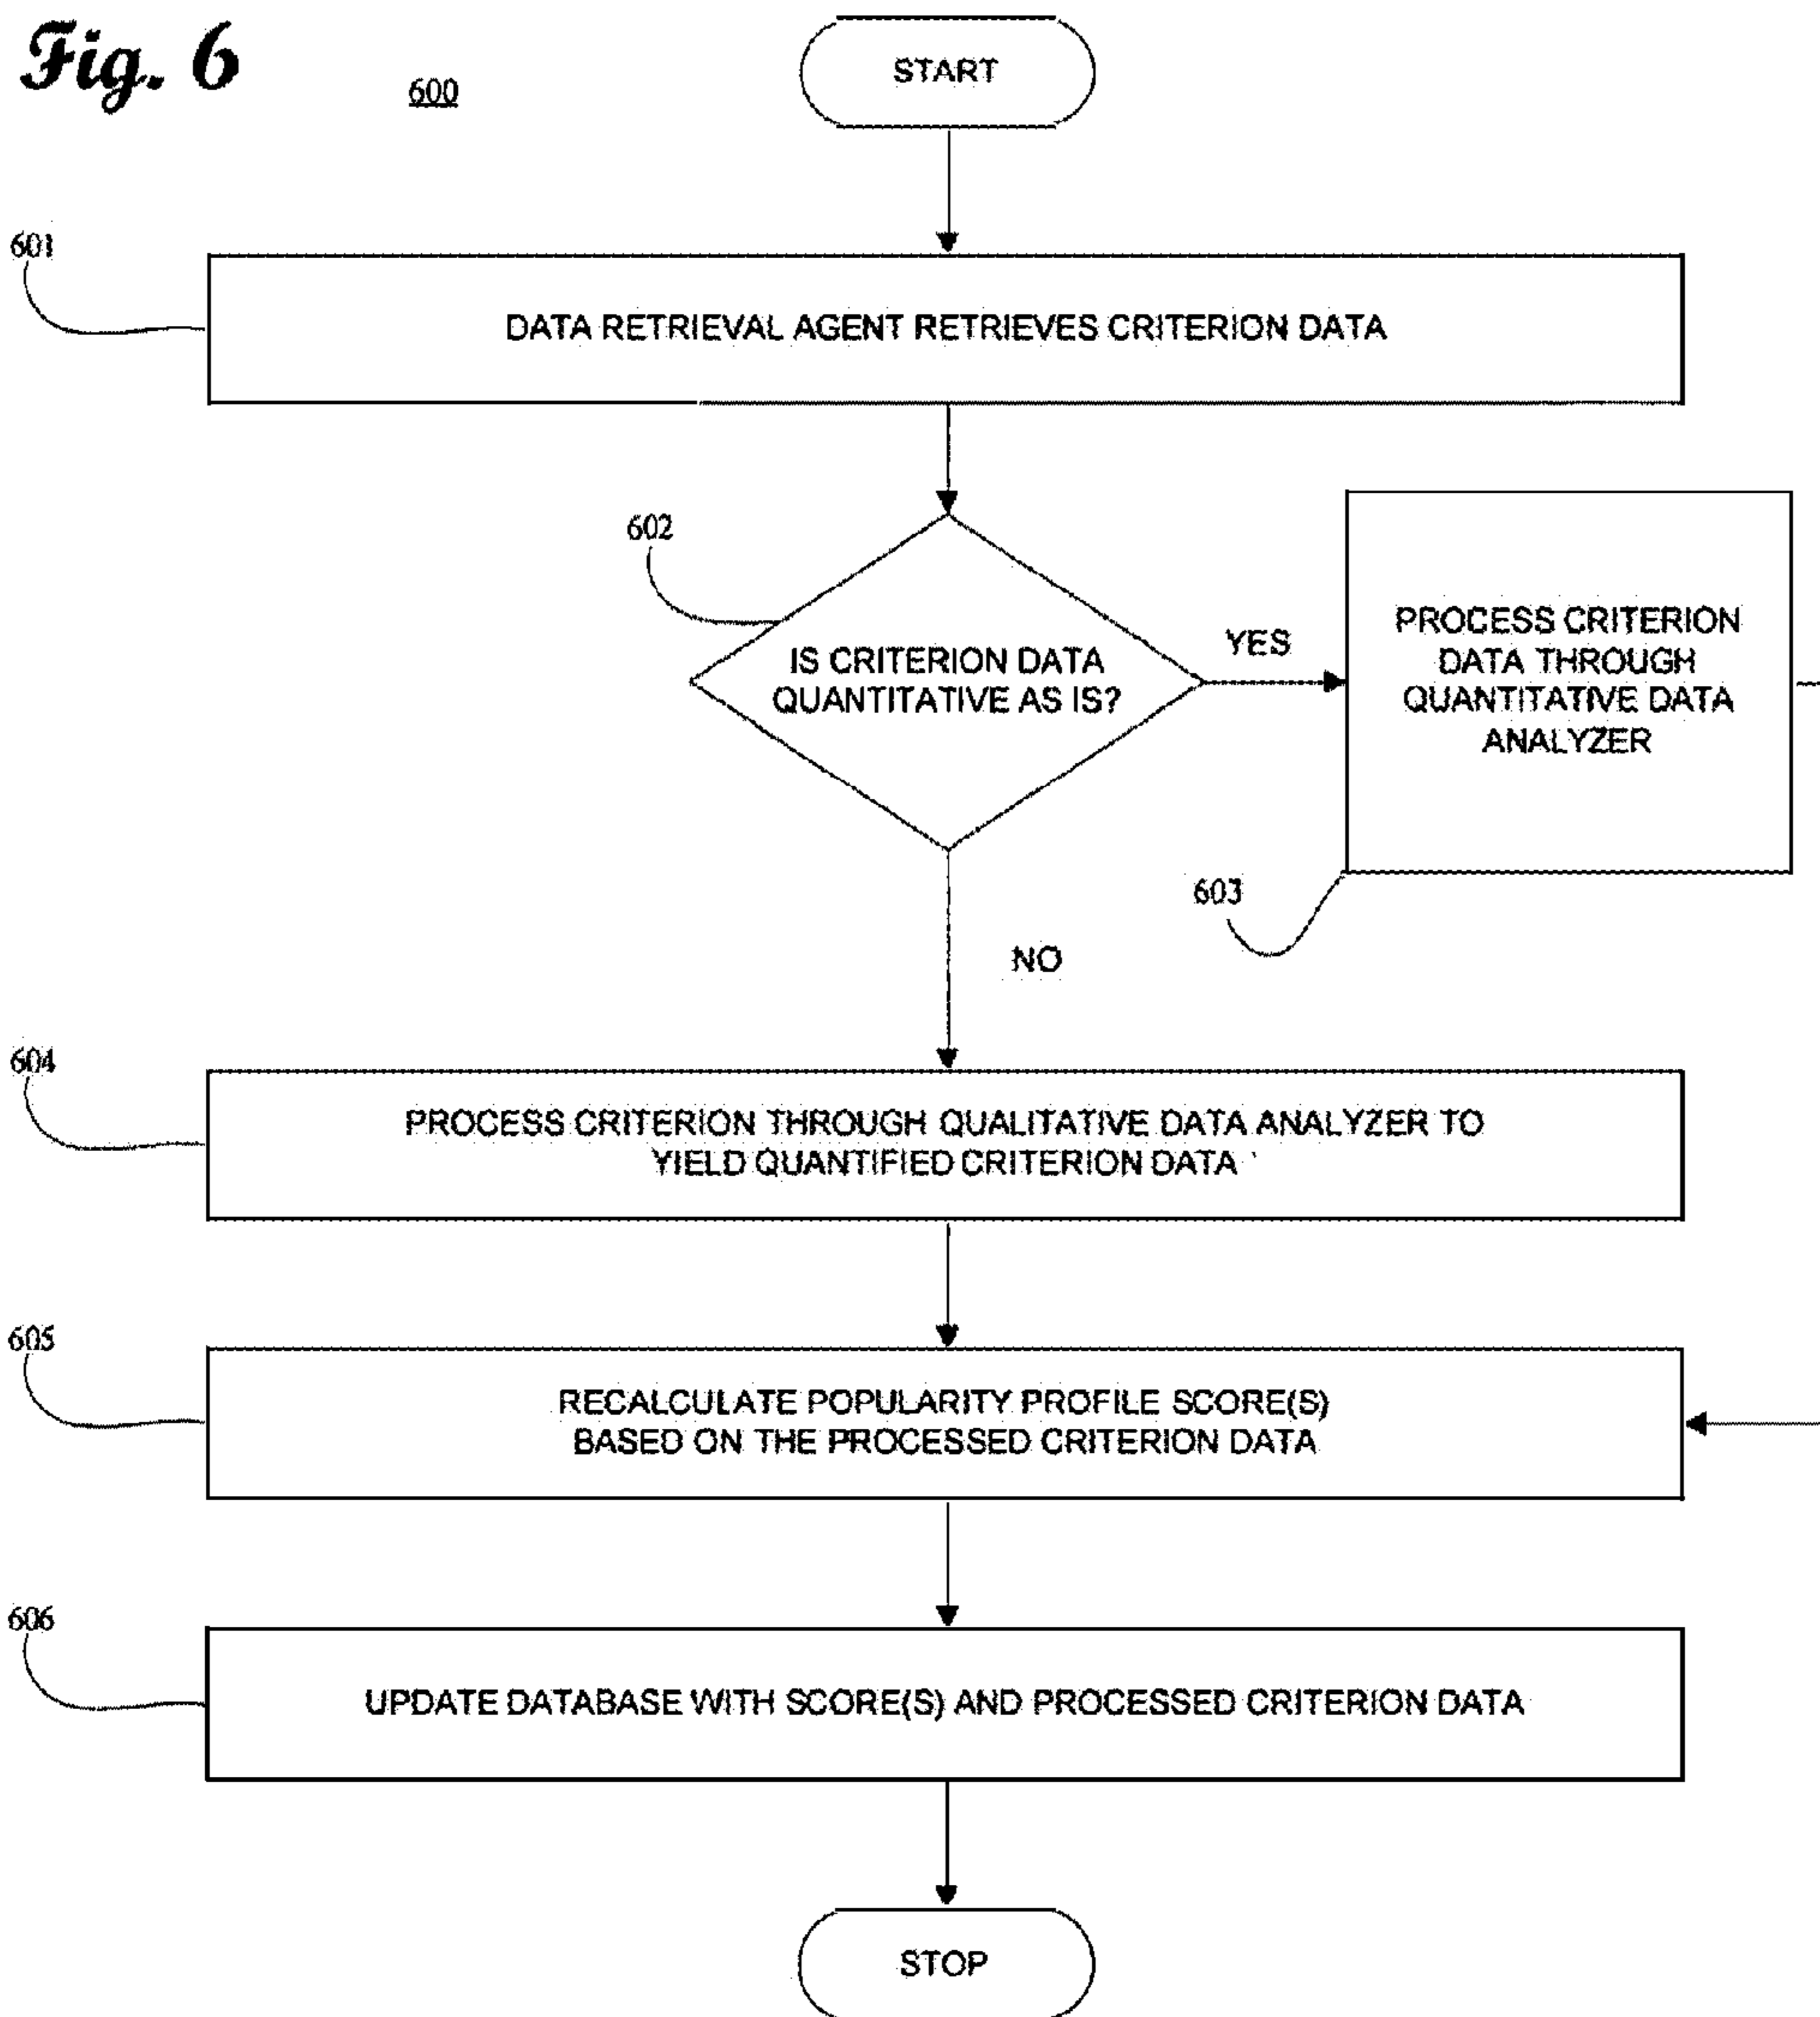 Fig. 6
600
START
601
DATA RETRIEVAL AGENT RETRIEVES CRITERION DATA
602
IS CRITERION DATA
QUANTITATIVE AS IS?
YES
PROCESS CRITERION
DATA THROUGH
QUANTITATIVE DATA
ANALYZER
603
NO
604
PROCESS CRITERION THROUGH QUALITATIVE DATA ANALYZER TO
YIELD QUANTIFIED CRITERION DATA
605
RECALCULATE POPULARITY PROFILE SCORE(S)
BASED ON THE PROCESSED CRITERION DATA
606
UPDATE DATABASE WITH SCORE(S) AND PROCESSED CRITERION DATA
STOP